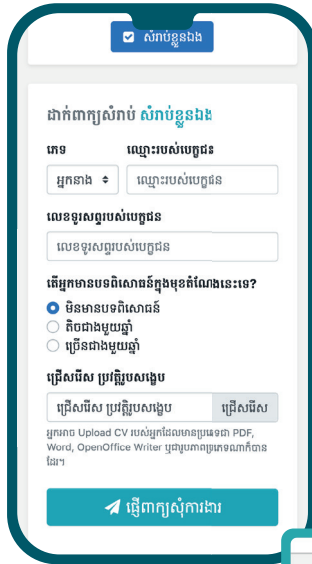 សំរាប់ខ្លួនឯង
ដាក់ពាក្យសំរាប់ សំរាប់ខ្លួនឯង
ភេទ ឈ្មោះរបស់បេក្ខជន
អ្នកនាង ឈ្មោះរបស់បេក្ខជន
លេខទូរសព្ទរបស់បេក្ខជន
លេខទូរសព្ទរបស់បេក្ខជន
តើអ្នកមានបទពិសោធន៍ក្នុងមុខតំណែងនេះទេ?
មិនមានបទពិសោធន៍
តិចជាងមួយឆ្នាំ
ច្រើនជាងមួយឆ្នាំ
ជ្រើសរើស ប្រវត្តិរូបសង្ខេប
ជ្រើសរើស ប្រវត្តិរូបសង្ខេប ជ្រើសរើស
អ្នកអាច Upload CV របស់អ្នកដែលមានប្រភេទជា PDF,
Word, OpenOffice Writer ឬជារូបភាពប្រភេទណាក៏បាន
ដែរ។
ផ្ញើពាក្យសុំការងារ